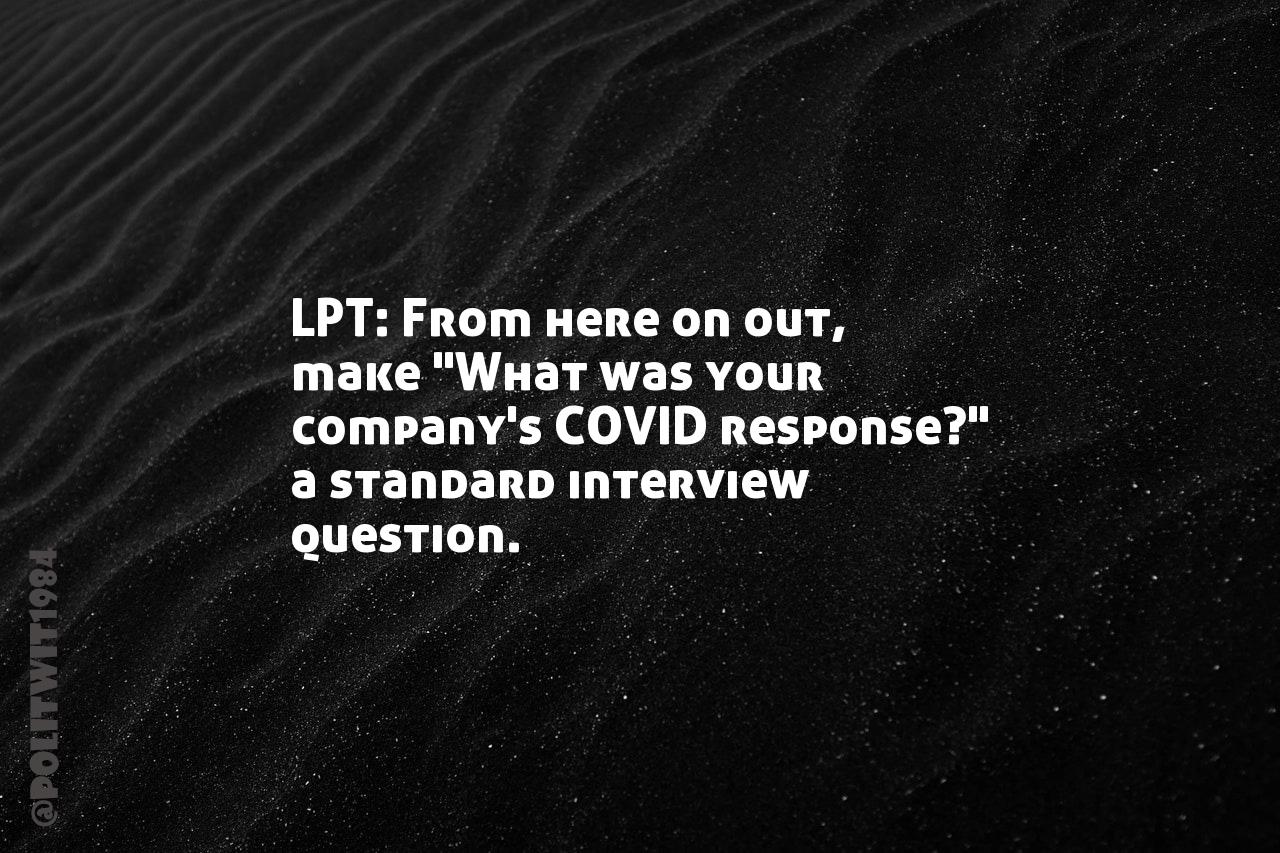 LPT: From here on out,
make "What was your
company's COVID response?"
a standard interview
question.
@POLITWIT1984